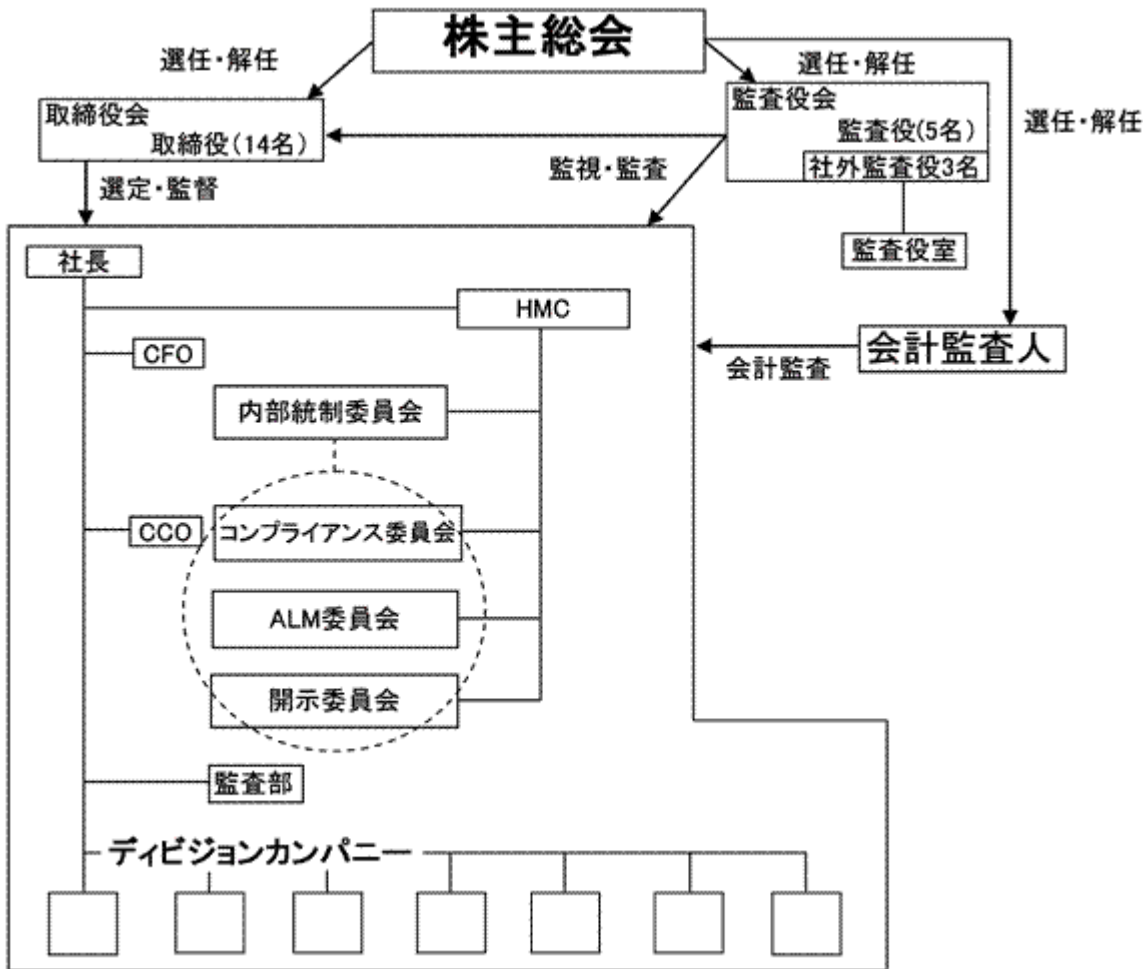 株主総会
選任・解任
選任・解任
取締役会
取締役(14名)
監査役会
監査役(5名)
社外監査役3名
選任・解任
監視・監査
選定・監督
監査役室
社長
HMC
CFO
会計監査人
会計監査
内部統制委員会
CCO
コンプライアンス委員会
ALM委員会
開示委員会
監査部
ディビジョンカンパニー